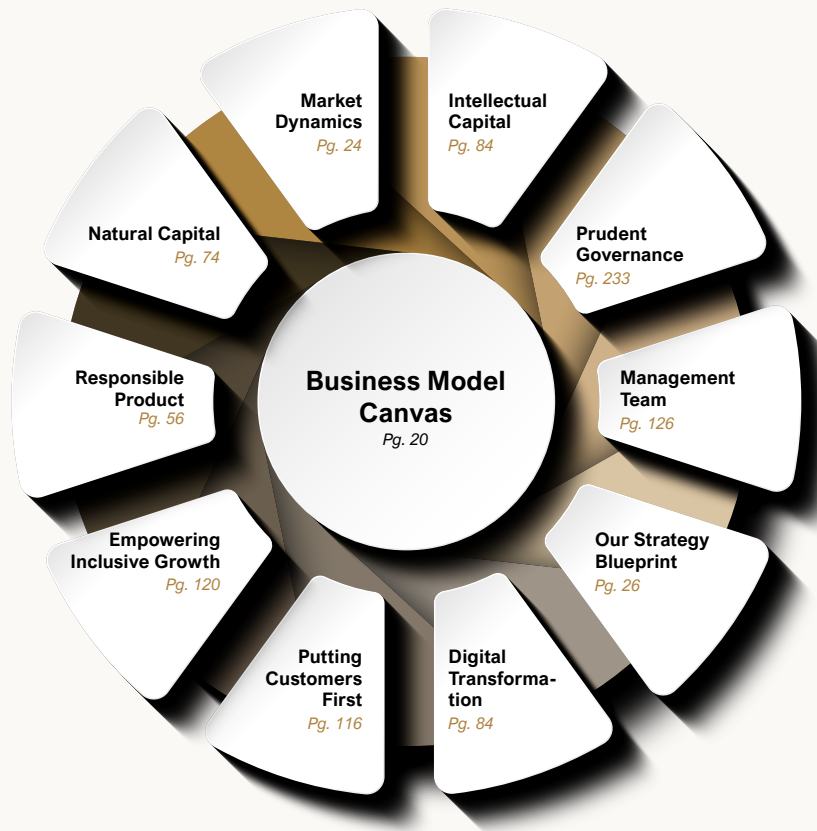 Market
Dynamics
Pg. 24
Intellectual
Capital
Pg. 84
Natural Capital
Pg. 74
Prudent
Governance
Pg. 233
Responsible
Product
Pg. 56
Business Model
Canvas
Pg. 20
Management
Team
Pg. 126
Empowering
Inclusive Growth
Pg. 120
Our Strategy
Blueprint
Pg. 26
Putting
Customers
First
Pg. 116
Digital
Transforma-
tion
Pg. 84